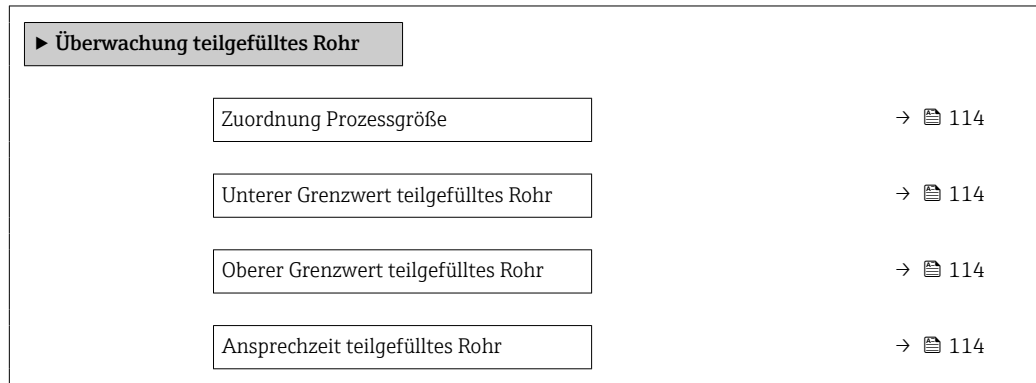 ▶ Überwachung teilgefülltes Rohr
Zuordnung Prozessgröße → 114
Unterer Grenzwert teilgefülltes Rohr → 114
Oberer Grenzwert teilgefülltes Rohr → 114
Ansprechzeit teilgefülltes Rohr → 114